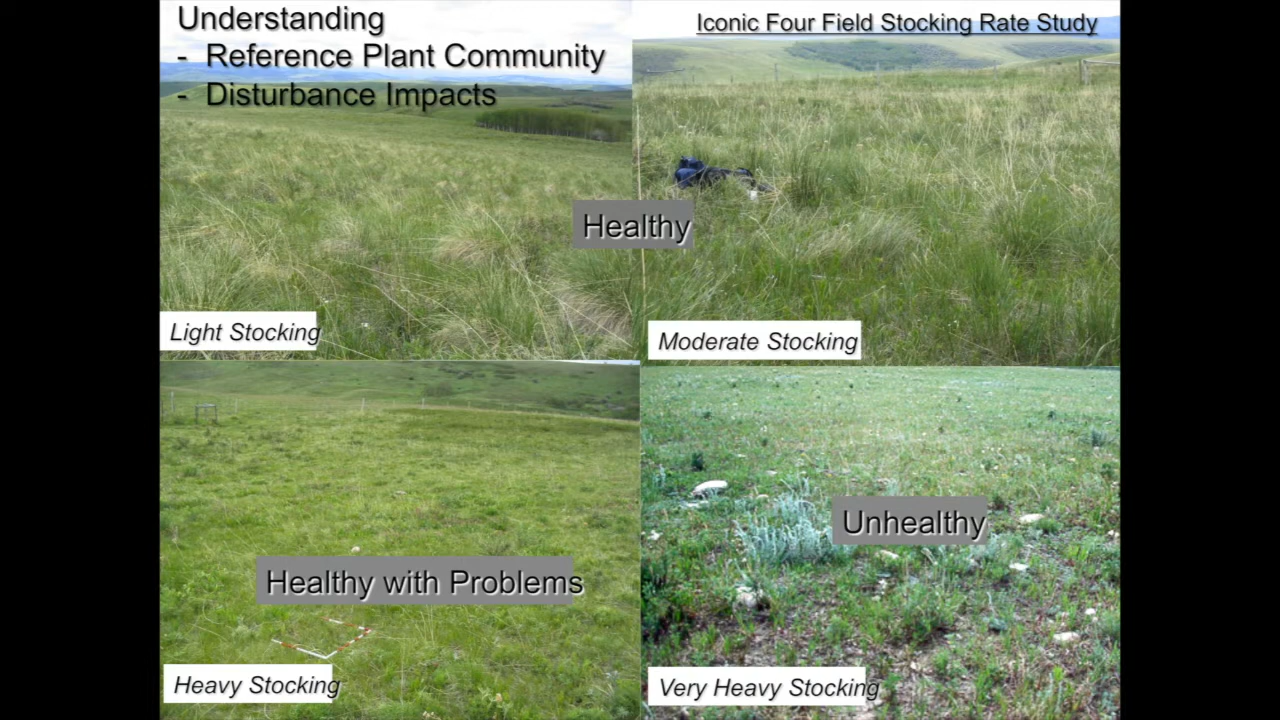 Understanding
- Reference Plant Community
- Disturbance Impacts
Iconic Four Field Stocking Rate Study
Healthy
Light Stocking
Moderate Stocking
Healthy with Problems
Unhealthy
Heavy Stocking
Very Heavy Stocking